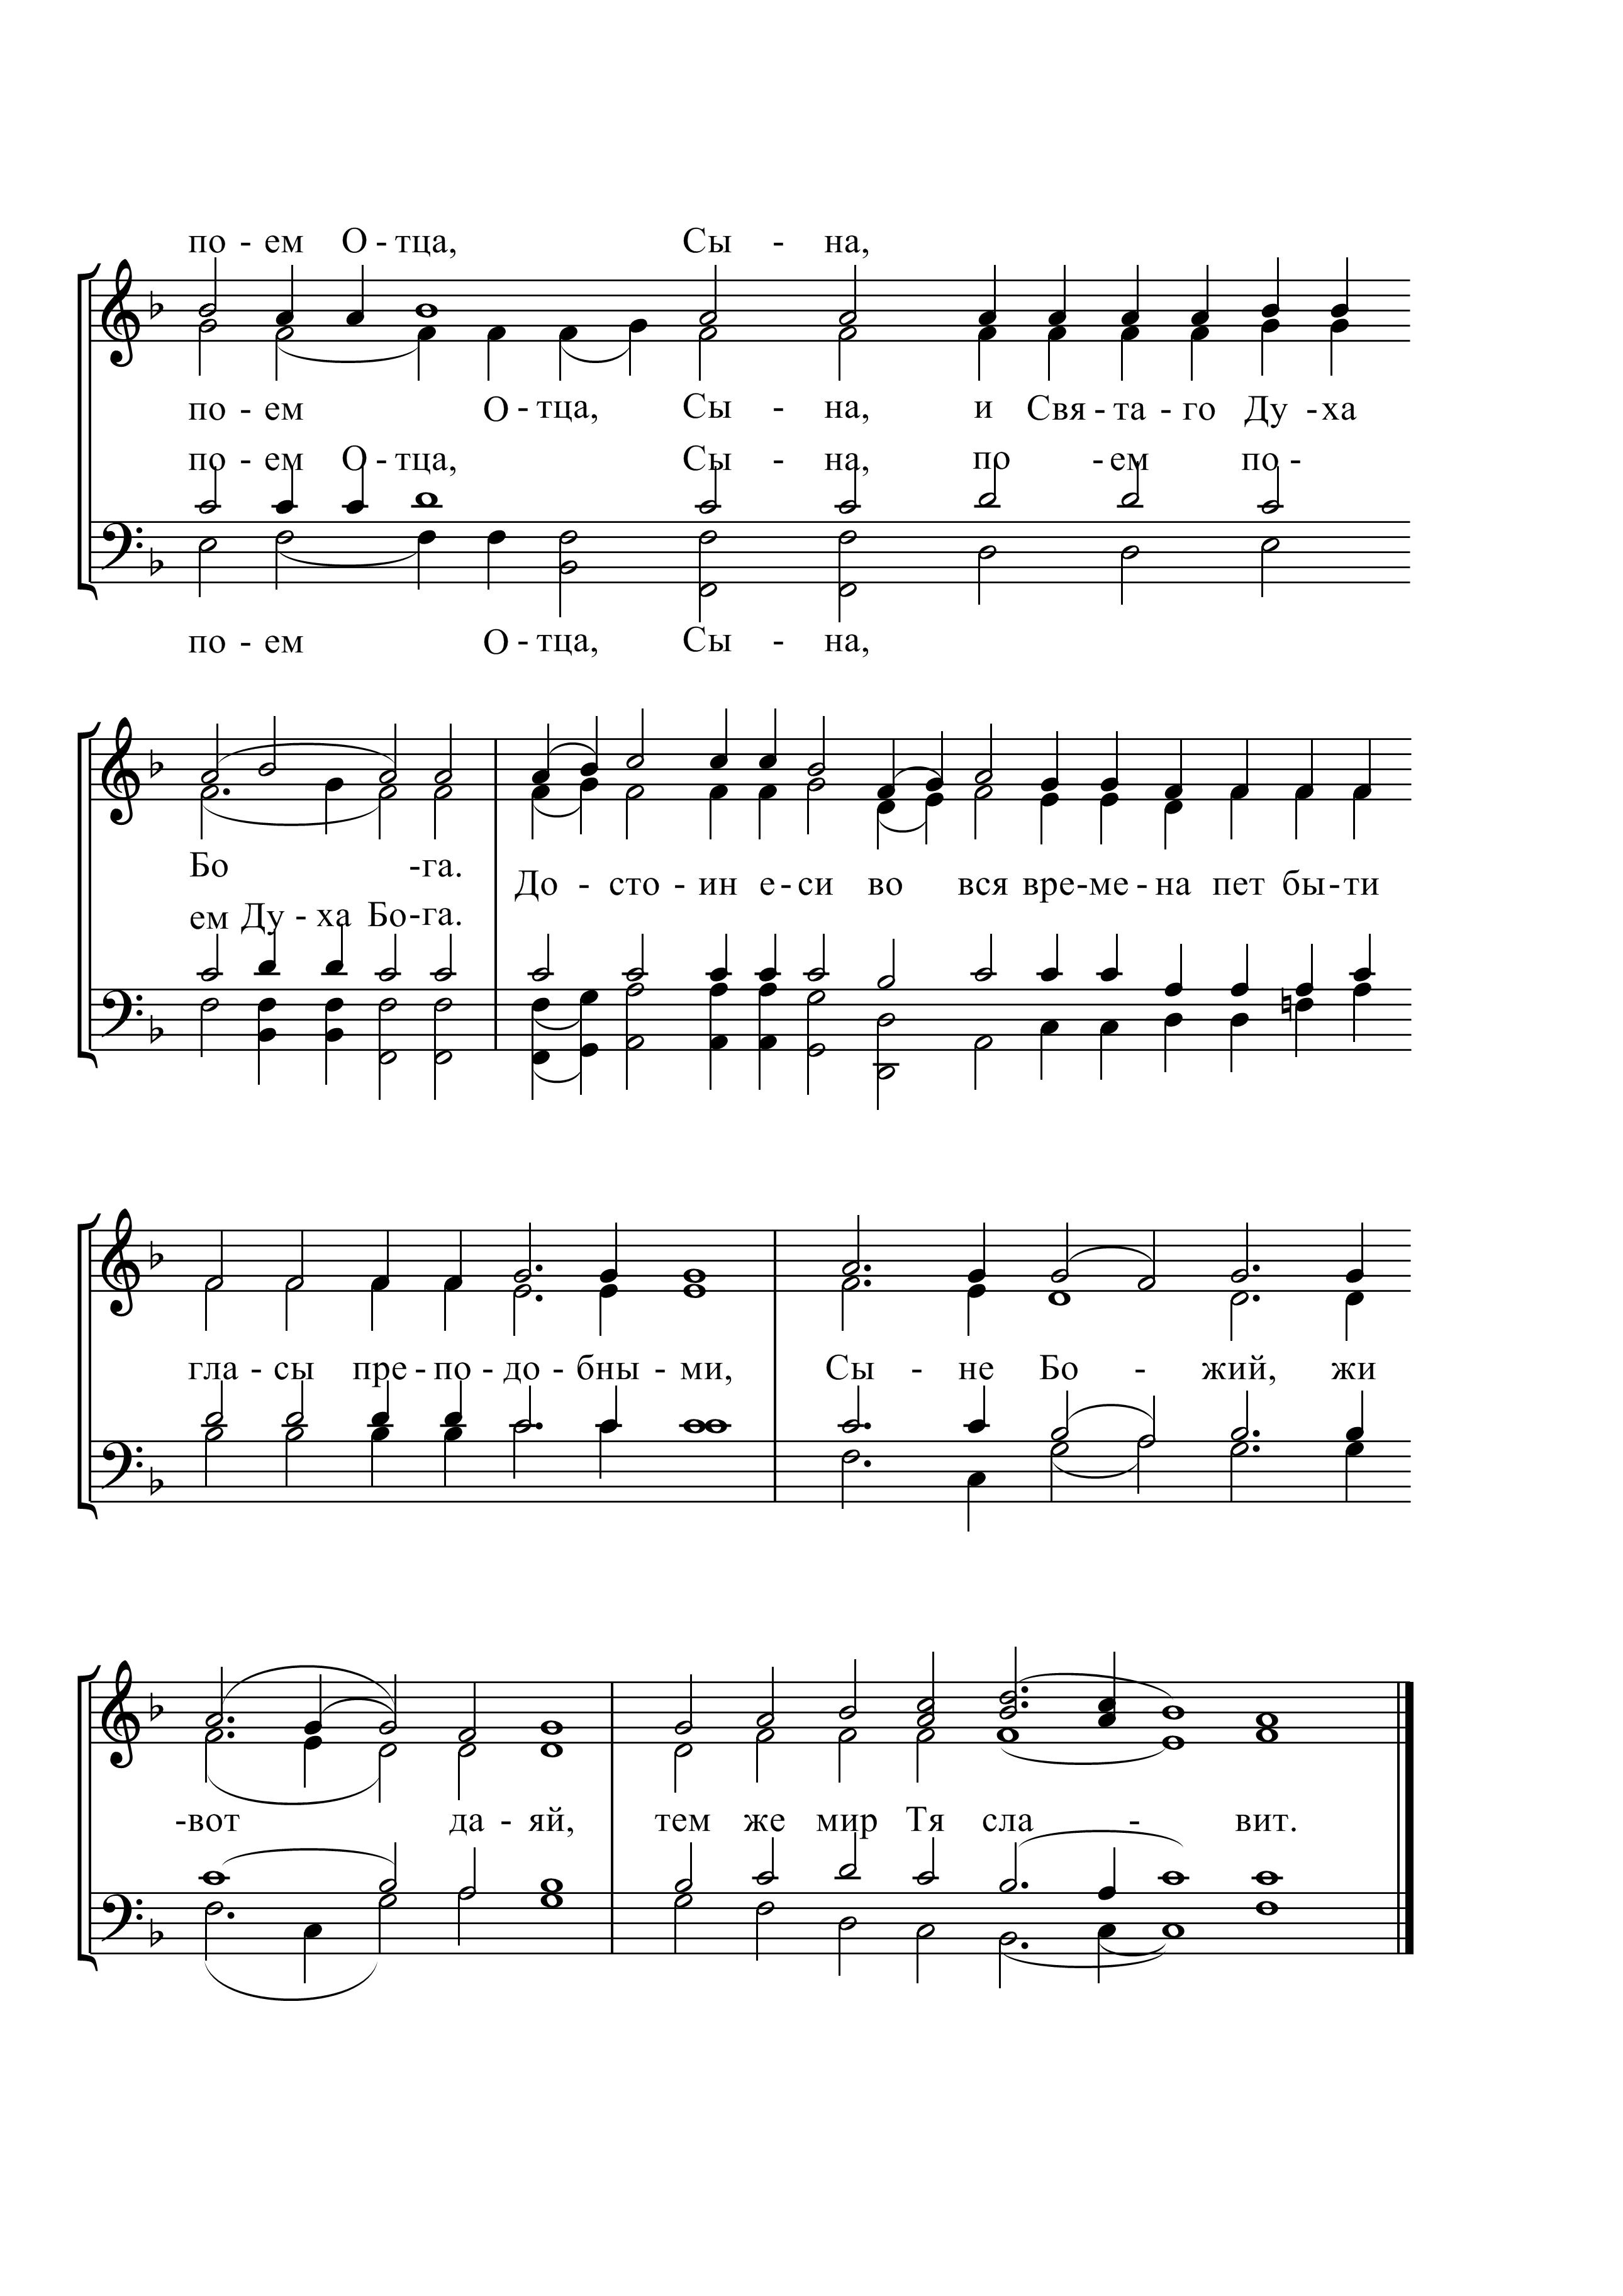 по - ем О - тца, Сы - на,
по - ем О - тца, Сы - на, и Свя - та - го Ду - ха
по - ем О - тца, Сы - на, по - ем по -
по - ем О - тца, Сы - на,
Бо -га.
До - сто - ин е - си во вся вре-ме - на пет бы-ти
ем Ду - ха Бо-га.
гла - сы пре - по - до - бны - ми, Сы - не Бо - жий, жи
-вот да - яй, тем же мир Тя сла - вит.